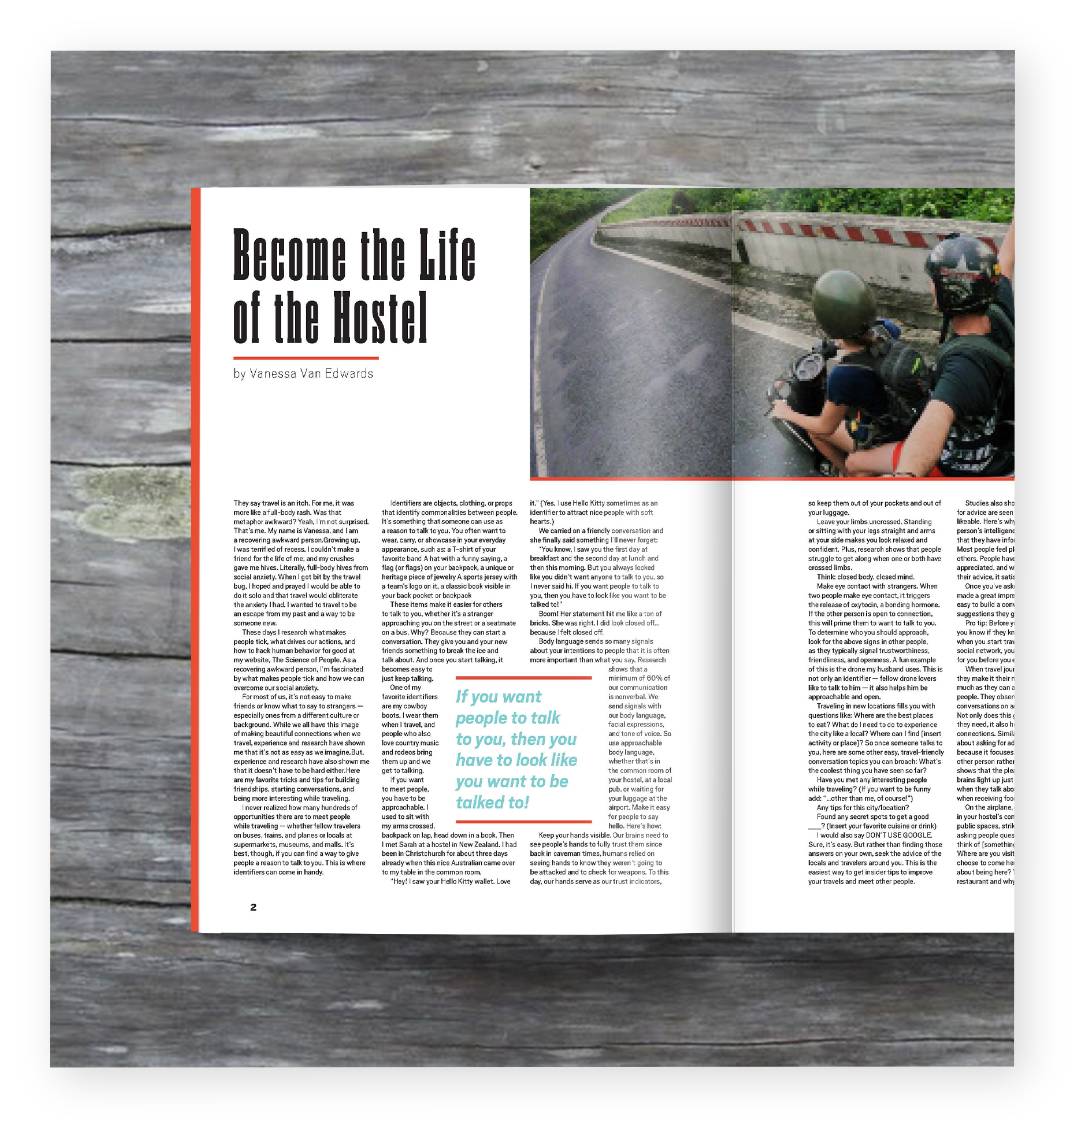 Become the Life
of the Hostel
by Vanessa Van Edwards
They say travel is an itch. For me, it was
more like a full-body rash. Was that
metaphor awkward? Yeah, I'm not surprised.
That's me. My name is Vanessa, and I am
a recovering awkward person.Growing up,
I was terrified of recess. I couldn't make a
friend for the life of me, and my crushes
gave me hives. Literally, full-body hives from
social anxiety. When I got bit by the travel
bug, I hoped and prayed I would be able to
do it solo and that travel would obliterate
the anxiety I had. I wanted to travel to be
an escape from my past and a way to be
someone new.
These days I research what makes
people tick, what drives our actions, and
how to hack human behavior for good at
my website, The Science of People. As a
recovering awkward person, I'm fascinated
by what makes people tick and how we can
overcome our social anxiety.
For most of us, it's not easy to make
friends or know what to say to strangers —
especially ones from a different culture or
background. While we all have this image
of making beautiful connections when we
travel, experience and research have shown
me that it's not as easy as we imagine.But,
experience and research have also shown me
that it doesn't have to be hard either.Here
are my favorite tricks and tips for building
friendships, starting conversations, and
being more interesting while traveling.
I never realized how many hundreds of
opportunities there are to meet people
while traveling — whether fellow travelers
on buses, trains, and planes or locals at
supermarkets, museums, and malls. It's
best, though, if you can find a way to give
people a reason to talk to you. This is where
identifiers can come in handy.
Identifiers are objects, clothing, or props
that identify commonalities between people.
It's something that someone can use as
a reason to talk to you. You often want to
wear, carry, or showcase in your everyday
appearance, such as: a T-shirt of your
favorite band A hat with a funny saying, a
flag (or flags) on your backpack, a unique or
heritage piece of jewelry A sports jersey with
a team's logo on it, a classic book visible in
your back pocket or backpack
These items make it easier for others
to talk to you, whether it's a stranger
approaching you on the street or a seatmate
on a bus. Why? Because they can start a
conversation. They give you and your new
friends something to break the ice and
talk about. And once you start talking, it
becomes easy to
just keep talking.
One of my
favorite identifiers
are my cowboy
boots. I wear them
when I travel, and
people who also
love country music
and rodeos bring
them up and we
get to talking.
If you want
to meet people,
you have to be
approachable. I
used to sit with
my arms crossed,
backpack on lap, head down in a book. Then
I met Sarah at a hostel in New Zealand. I had
been in Christchurch for about three days
already when this nice Australian came over
to my table in the common room.
"Hey! I saw your Hello Kitty wallet. Love
If you want
people to talk
to you, then you
have to look like
you want to be
talked to!
it." (Yes, I use Hello Kitty sometimes as an
identifier to attract nice people with soft
hearts.)
We carried on a friendly conversation and
she finally said something I'll never forget:
"You know, I saw you the first day at
breakfast and the second day at lunch and
then this morning. But you always looked
like you didn't want anyone to talk to you, so
I never said hi. If you want people to talk to
you, then you have to look like you want to be
talked to!"
Boom! Her statement hit me like a ton of
bricks. She was right. I did look closed off...
because I felt closed off.
Body language sends so many signals
about your intentions to people that it is often
more important than what you say. Research
shows that a
minimum of 60% of
our communication
is nonverbal. We
send signals with
our body language,
facial expressions,
and tone of voice. So
use approachable
body language,
whether that's in
the common room of
your hostel, at a local
pub, or waiting for
your luggage at the
airport. Make it easy
for people to say
hello. Here's how:
Keep your hands visible. Our brains need to
see people's hands to fully trust them since
back in caveman times, humans relied on
seeing hands to know they weren't going to
be attacked and to check for weapons. To this
day, our hands serve as our trust indicators,
so keep them out of your pockets and out of
your luggage.
Leave your limbs uncrossed. Standing
or sitting with your legs straight and arms
at your side makes you look relaxed and
confident. Plus, research shows that people
struggle to get along when one or both have
crossed limbs.
Think: closed body, closed mind.
Make eye contact with strangers. When
two people make eye contact, it triggers
the release of oxytocin, a bonding hormone.
If the other person is open to connection,
this will prime them to want to talk to you.
To determine who you should approach,
look for the above signs in other people,
as they typically signal trustworthiness,
friendliness, and openness. A fun example
of this is the drone my husband uses. This is
not only an identifier — fellow drone lovers
like to talk to him — it also helps him be
approachable and open.
Traveling in new locations fills you with
questions like: Where are the best places
to eat? What do I need to do to experience
the city like a local? Where can I find [insert
activity or place]? So once someone talks to
you, here are some other easy, travel-friendly
conversation topics you can broach: What's
the coolest thing you have seen so far?
Have you met any interesting people
while traveling? (If you want to be funny
add: "...other than me, of course!")
Any tips for this city/location?
Found any secret spots to get a good
____? (Insert your favorite cuisine or drink)
I would also say DON'T USE GOOGLE.
Sure, it's easy. But rather than finding those
answers on your own, seek the advice of the
locals and travelers around you. This is the
easiest way to get insider tips to improve
your travels and meet other people.
Studies also sho
for advice are seen
likeable. Here's why
person's intelligenc
that they have infor
Most people feel pl
others. People have
appreciated, and w
their advice, it satis
Once you've ask
made a great impre
easy to build a conv
suggestions they g
Pro tip: Before y
you know if they kn
when you start trav
social network, you
for you before you e
When travel jour
they make it their n
much as they can a
people. They obser
conversations on a
Not only does this g
they need, it also h
connections. Simila
about asking for ad
because it focuses
other person rather
shows that the plea
brains light up just
when they talk abo
when receiving foo
On the airplane,
in your hostel's con
public spaces, strik
asking people ques
think of [something
Where are you visit
choose to come he
about being here? 
restaurant and why
2